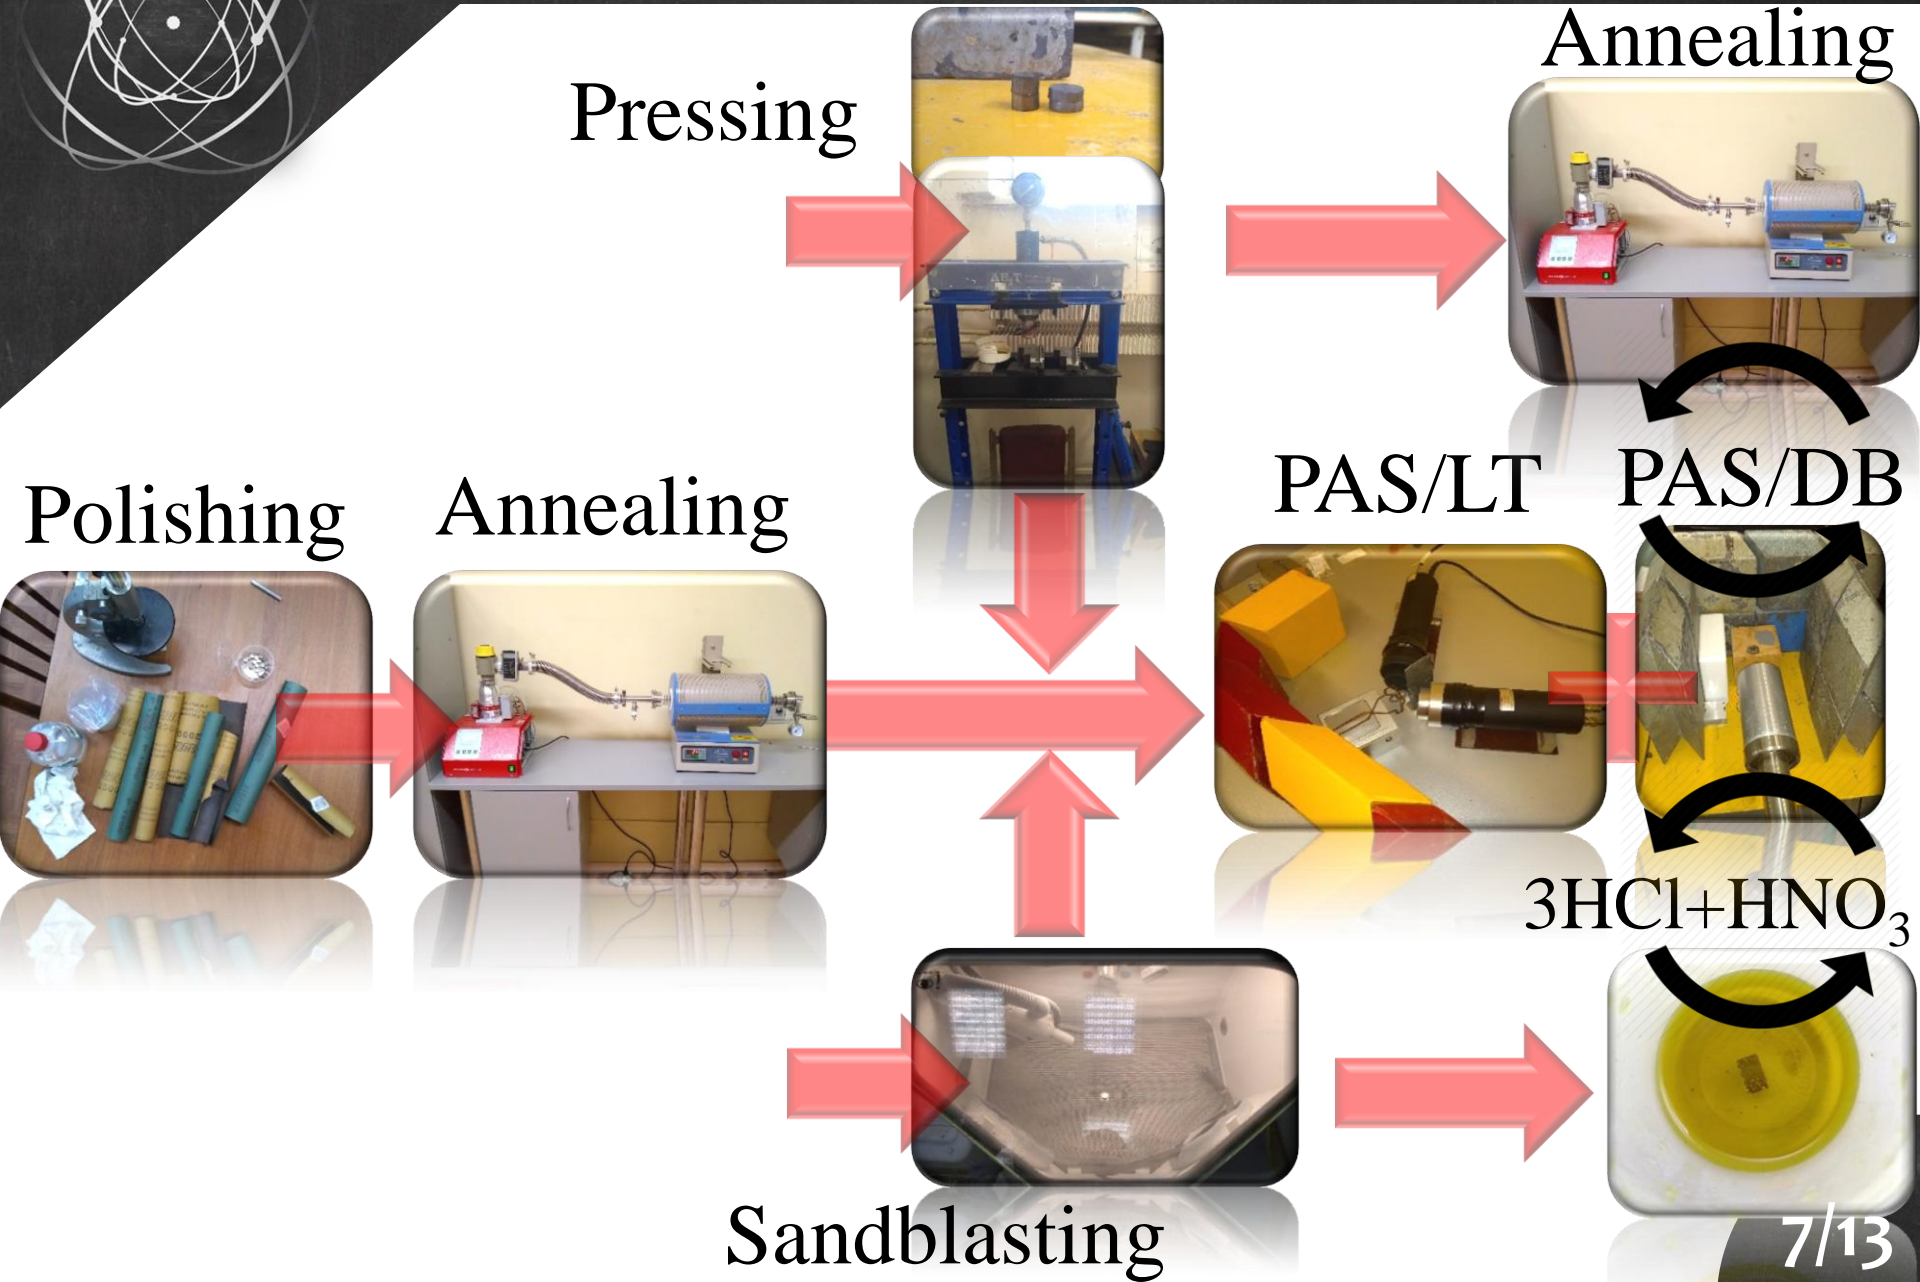 Annealing
Pressing
PAS/LT
PAS/DB
Polishing
Annealing
3HCl+HNO₃
Sandblasting
7/13